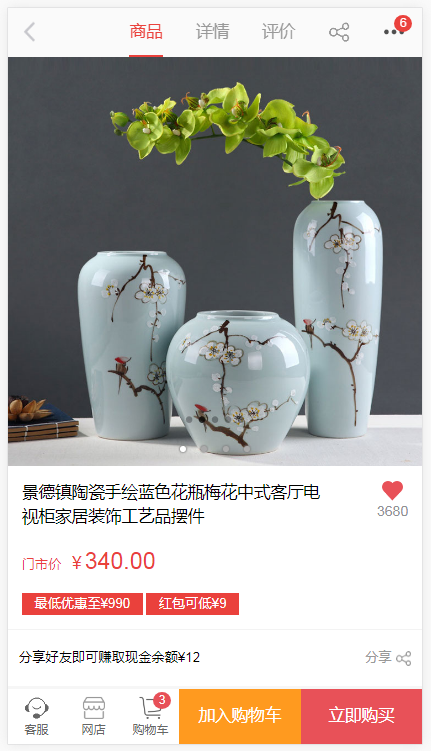 商品 详情 评价 6
景德镇陶瓷手绘蓝色花瓶梅花中式客厅电
视柜家居装饰工艺品摆件
3680
门市价 ￥340.00
最低优惠至¥990 红包可低¥9
分享好友即可赚取现金余额¥12 分享
3
客服 网店 购物车 加入购物车 立即购买